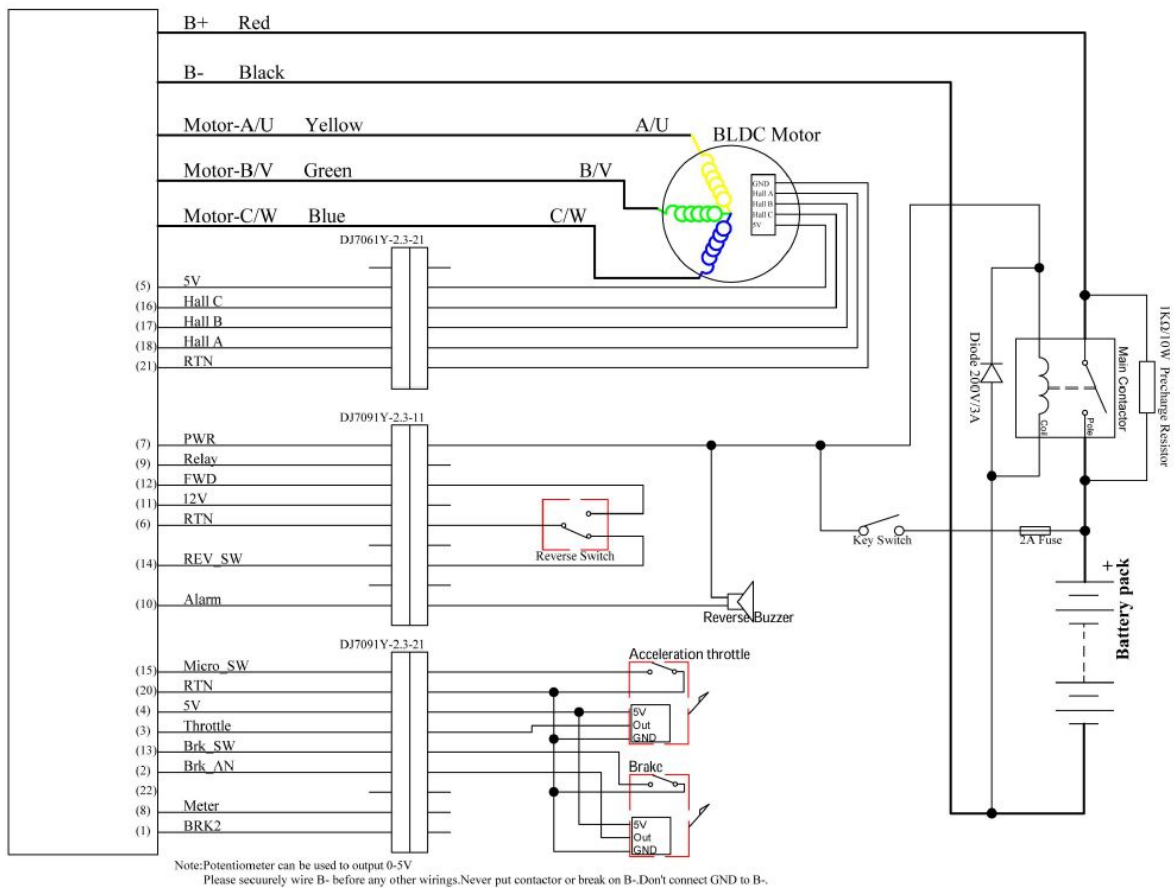 B+ Red
B- Black
Motor-A/U Yellow A/U
BLDC Motor
Motor-B/V Green B/V
Motor-C/W Blue C/W
GND
Hall A
Hall B
Hall C
5V
DJ7061Y-2.3-21
(5) 5V
(16) Hall C
(17) Hall B
(18) Hall A
(21) RTN
Diode 200V/3A
Main Contactor
Coil
Pole
1KΩ/10W Precharge Resistor
DJ7091Y-2.3-11
(7) PWR
(9) Relay
(12) FWD
(11) 12V
(6) RTN
(14) REV_SW
(10) Alarm
Reverse Switch
Key Switch
2A Fuse
Reverse Buzzer
+
Battery pack
DJ7091Y-2.3-21
(15) Micro_SW
(20) RTN
(4) 5V
(3) Throttle
(13) Brk_SW
(2) Brk_AN
(22)
(8) Meter
(1) BRK2
Acceleration throttle
5V
Out
GND
Brake
5V
Out
GND
Note:Potentiometer can be used to output 0-5V
Please secuurely wire B- before any other wirings.Never put contactor or break on B-.Don't connect GND to B-.